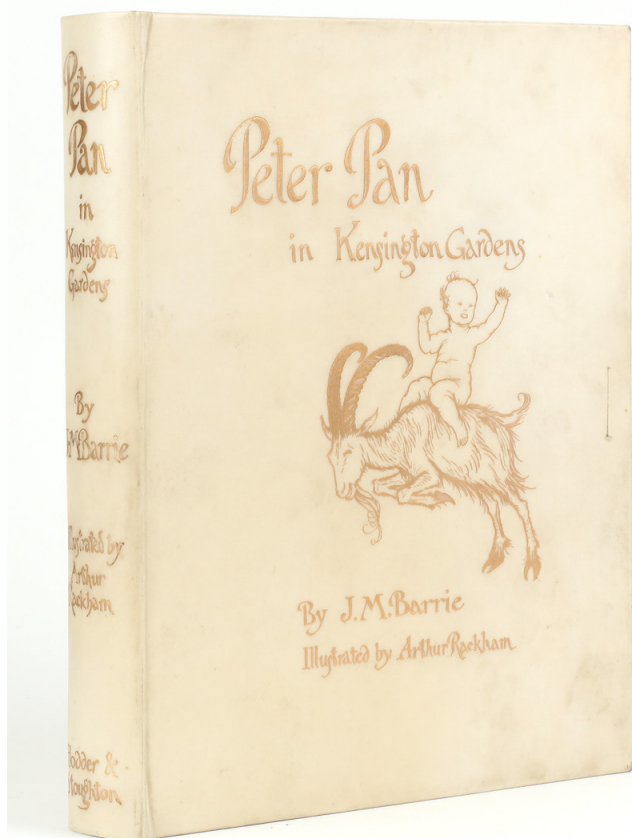 Peter
Pan
in
Kensington
Gardens
By
J.M.Barrie
Illustrated by
Arthur
Rackham
Hodder &
Stoughton
Peter Pan
in Kensington Gardens
By J.M.Barrie
Illustrated by Arthur Rackham